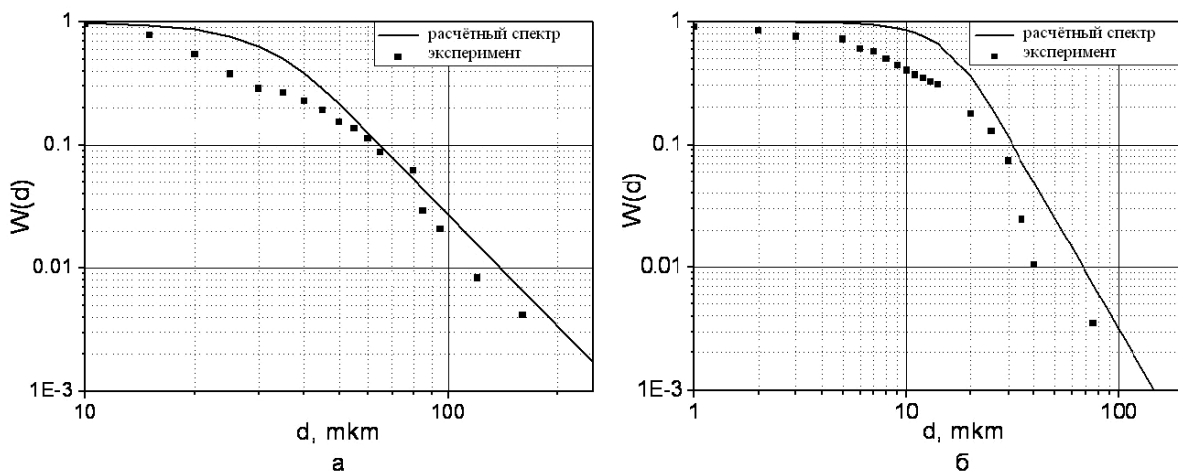 1
0.1
0.01
1E-3
W(d)
расчётный спектр
эксперимент
10
100
d, mkm
а
1
0.1
0.01
1E-3
W(d)
расчётный спектр
эксперимент
1
10
100
d, mkm
б